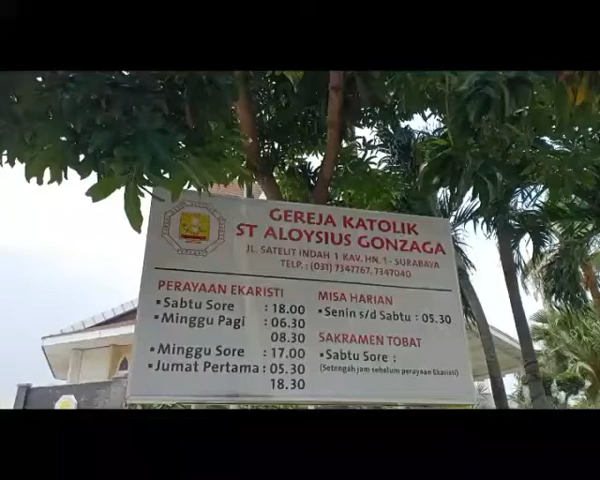 GEREJA KATOLIK
ST ALOYSIUS GONZAGA
JL. SATELIT INDAH 1 KAV. HN. 1 - SURABAYA
TELP. : (031) 7347767, 7347040
PERAYAAN EKARISTI
▪Sabtu Sore : 18.00
▪Minggu Pagi : 06.30
08.30
▪Minggu Sore : 17.00
▪Jumat Pertama : 05.30
18.30
MISA HARIAN
▪Senin s/d Sabtu : 05.30
SAKRAMEN TOBAT
▪Sabtu Sore :
(Setengah jam sebelum perayaan Ekaristi)